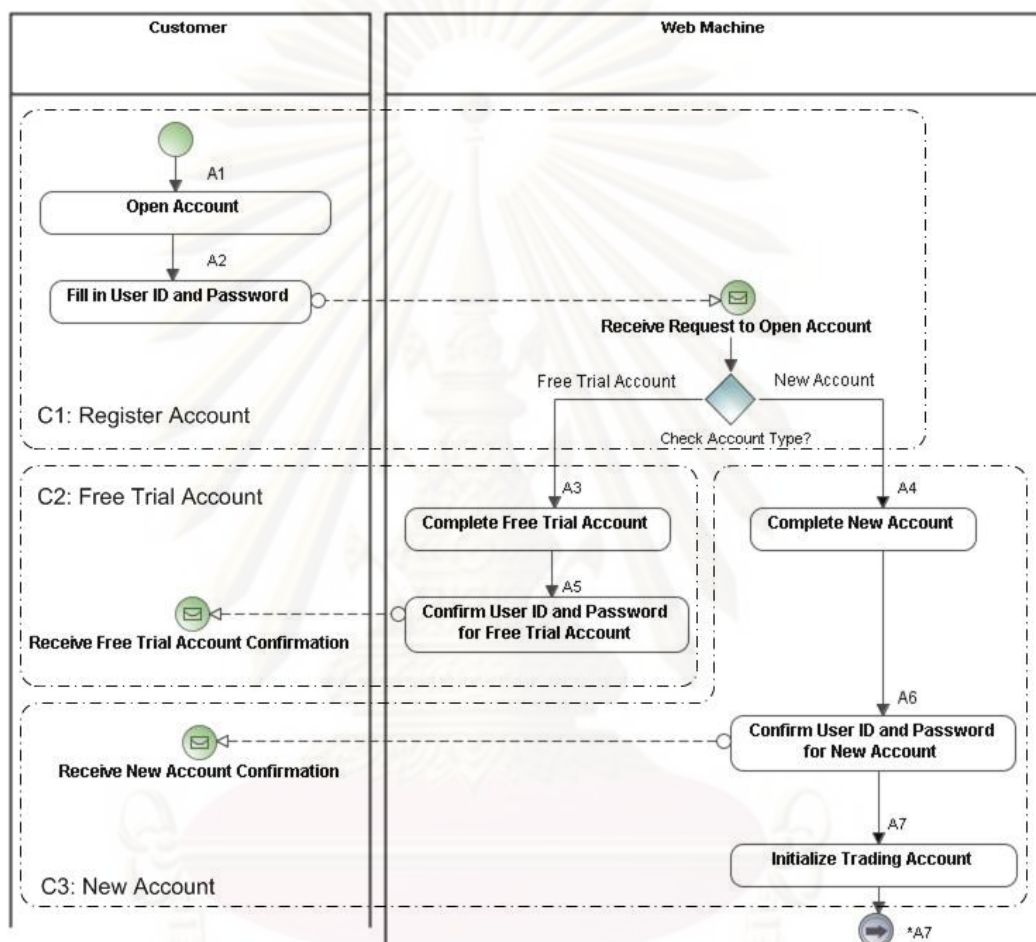 Customer
Web Machine
A1
Open Account
A2
Fill in User ID and Password
Receive Request to Open Account
Free Trial Account
New Account
C1: Register Account
Check Account Type?
C2: Free Trial Account
A3
A4
Complete Free Trial Account
Complete New Account
A5
Confirm User ID and Password
for Free Trial Account
Receive Free Trial Account Confirmation
A6
Confirm User ID and Password
for New Account
Receive New Account Confirmation
A7
Initialize Trading Account
C3: New Account
*A7